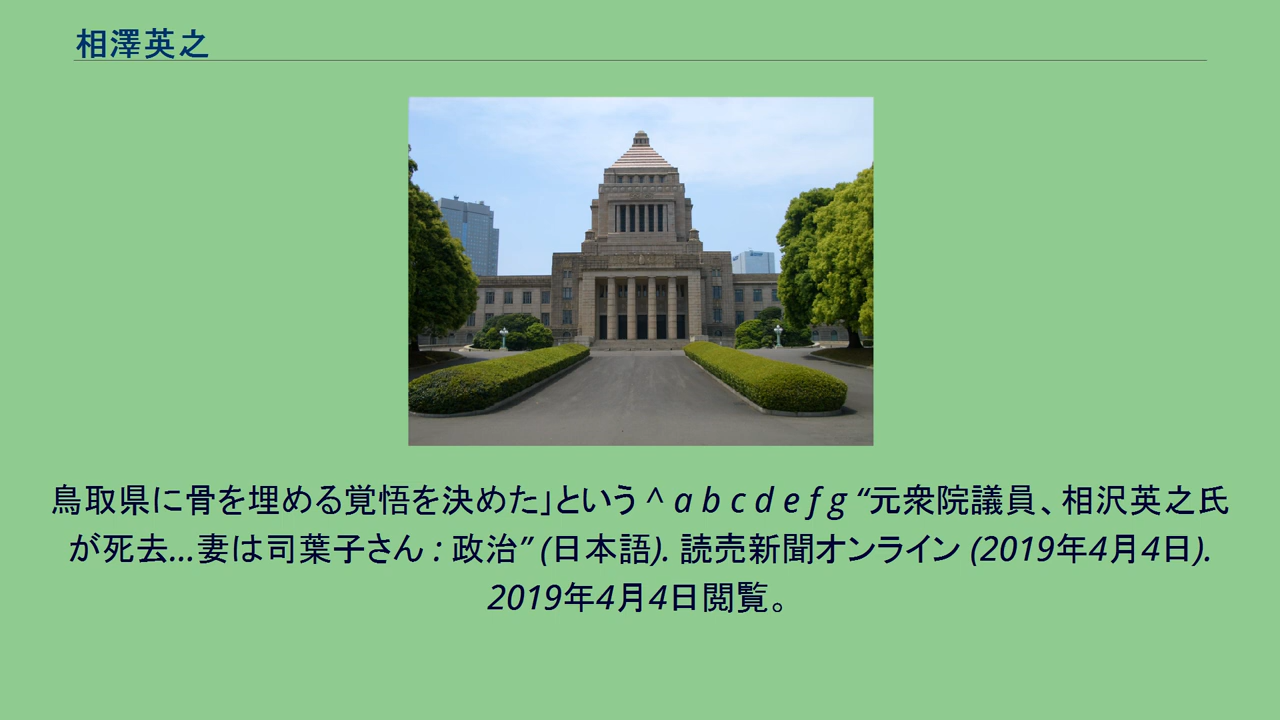 相澤英之
鳥取県に骨を埋める覚悟を決めた」という ^ a b c d e f g “元衆院議員、相沢英之氏
が死去…妻は司葉子さん : 政治” (日本語). 読売新聞オンライン (2019年4月4日).
2019年4月4日閲覧。